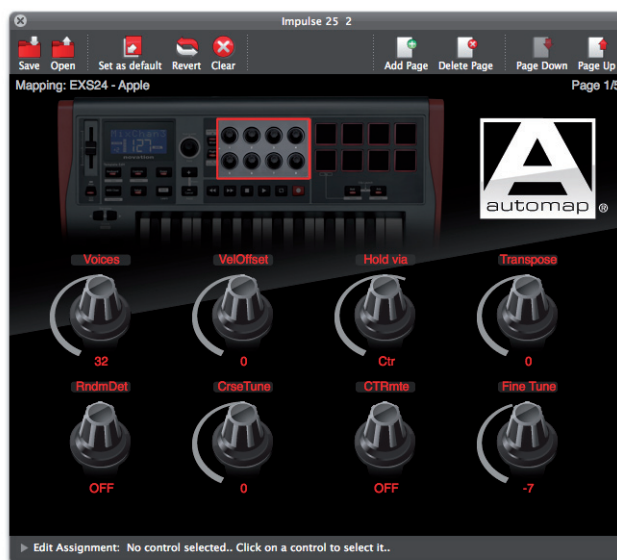 Impulse 25 2
Save Open Set as default Revert Clear Add Page Delete Page Page Down Page Up
Mapping: EXS24 - Apple Page 1/5
A
automap ®
Voices VelOffset Hold via Transpose
32 0 Ctr 0
RndmDet CrseTune CTRmte Fine Tune
OFF 0 OFF -7
Edit Assignment: No control selected.. Click on a control to select it..